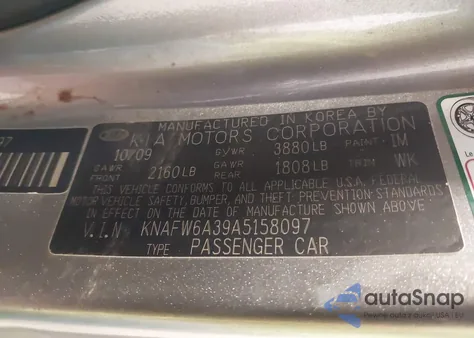 MANUFACTURED IN KOREA BY
KIA MOTORS CORPORATION
10/09 GVWR 3880LB PAINT: IM
GAWR FRONT 2160LB GAWR REAR 1808LB TRIM WK
THIS VEHICLE CONFORMS TO ALL APPLICABLE U.S.A. FEDERAL
MOTOR VEHICLE SAFETY, BUMPER, AND THEFT PREVENTION STANDARDS
IN EFFECT ON THE DATE OF MANUFACTURE SHOWN ABOVE
V.I.N KNAFW6A39A5158097
TYPE PASSENGER CAR
097
autoSnap